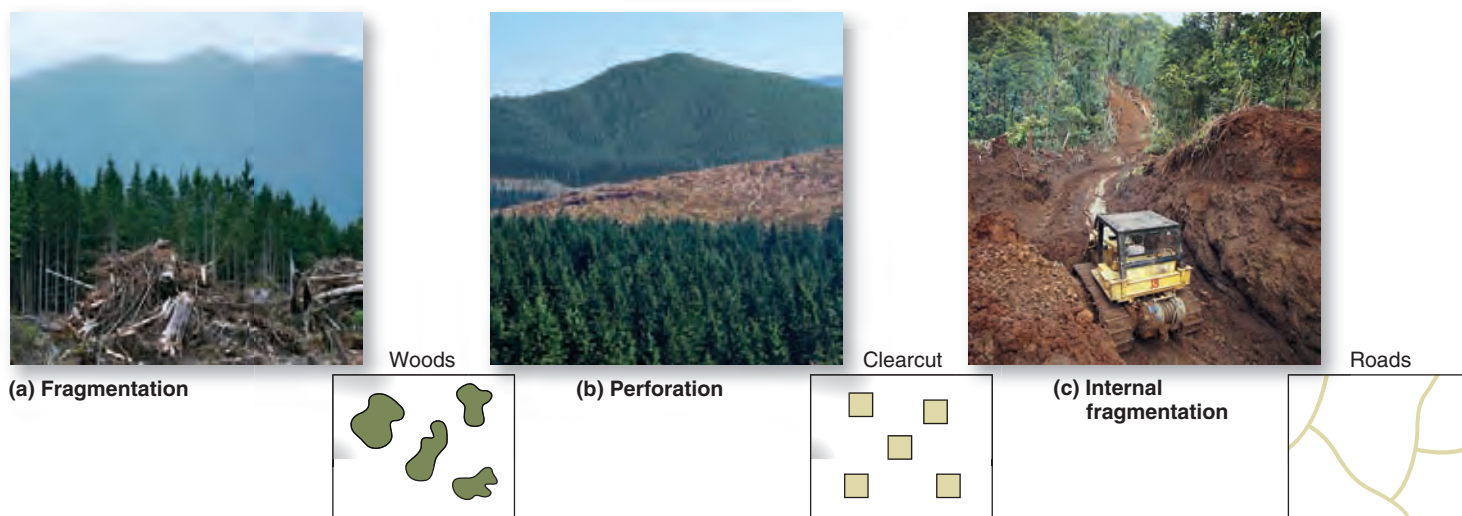 Woods
(a) Fragmentation
Clearcut
(b) Perforation
Roads
(c) Internal
fragmentation